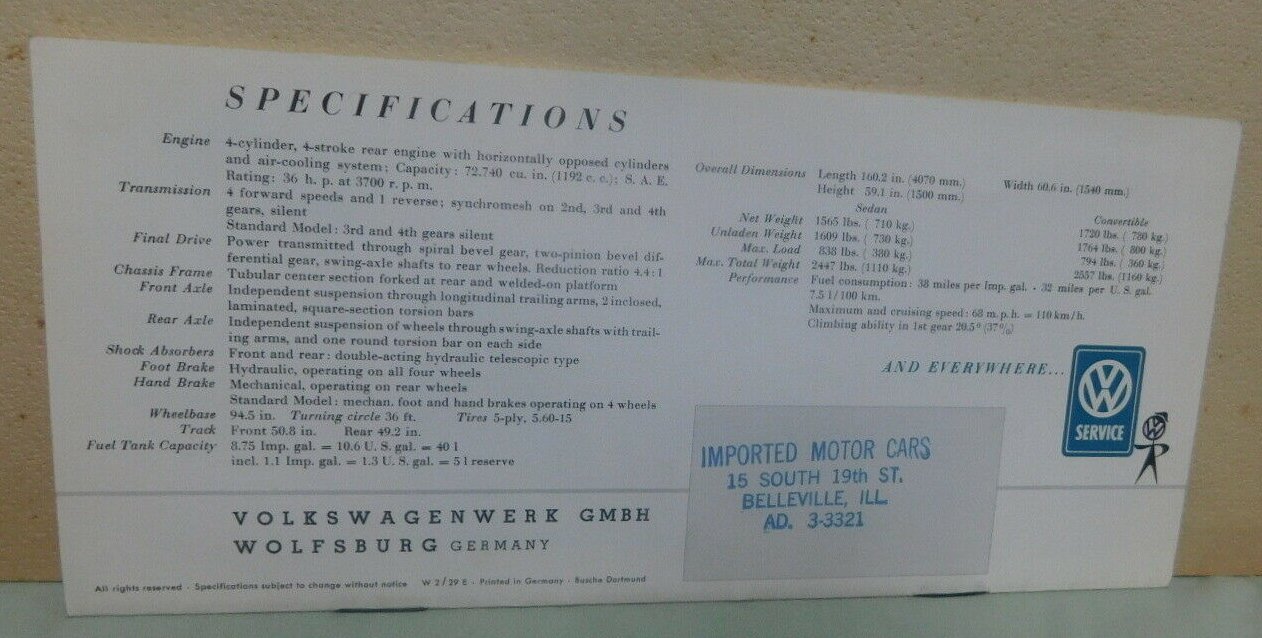 SPECIFICATIONS
Engine 4-cylinder, 4-stroke rear engine with horizontally opposed cylinders
and air-cooling system; Capacity: 72.740 cu. in. (1192 c. c.); S. A. E.
Rating: 36 h. p. at 3700 r. p. m.
Transmission 4 forward speeds and 1 reverse; synchromesh on 2nd, 3rd and 4th
gears, silent
Standard Model: 3rd and 4th gears silent
Final Drive Power transmitted through spiral bevel gear, two-pinion bevel dif-
ferential gear, swing-axle shafts to rear wheels. Reduction ratio 4.4:1
Chassis Frame Tubular center section forked at rear and welded-on platform
Front Axle Independent suspension through longitudinal trailing arms, 2 inclosed,
laminated, square-section torsion bars
Rear Axle Independent suspension of wheels through swing-axle shafts with trail-
ing arms, and one round torsion bar on each side
Shock Absorbers Front and rear: double-acting hydraulic telescopic type
Foot Brake Hydraulic, operating on all four wheels
Hand Brake Mechanical, operating on rear wheels
Standard Model: mechan. foot and hand brakes operating on 4 wheels
Wheelbase 94.5 in. Turning circle 36 ft. Tires 5-ply, 5.60-15
Track Front 50.8 in. Rear 49.2 in.
Fuel Tank Capacity 8.75 Imp. gal. = 10.6 U. S. gal. = 40 l
incl. 1.1 Imp. gal. = 1.3 U. S. gal. = 5 l reserve
Overall Dimensions Length 160.2 in. (4070 mm.) Width 60.6 in. (1540 mm.)
Height 59.1 in. (1500 mm.)
Sedan Convertible
Net Weight 1565 lbs. ( 710 kg.) 1720 lbs. ( 780 kg.)
Unladen Weight 1609 lbs. ( 730 kg.) 1764 lbs. ( 800 kg.)
Max. Load 838 lbs. ( 380 kg.) 794 lbs. ( 360 kg.)
Max. Total Weight 2447 lbs. (1110 kg.) 2557 lbs. (1160 kg.)
Performance Fuel consumption: 38 miles per Imp. gal. - 32 miles per U. S. gal.
7.5 l/100 km.
Maximum and cruising speed: 68 m. p. h. = 110 km/h.
Climbing ability in 1st gear 20.5° (37%)
AND EVERYWHERE...
VW
SERVICE
VW
IMPORTED MOTOR CARS
15 SOUTH 19th ST.
BELLEVILLE, ILL.
AD. 3-3321
VOLKSWAGENWERK GMBH
WOLFSBURG GERMANY
All rights reserved · Specifications subject to change without notice W 2/29 E · Printed in Germany · Busche Dortmund